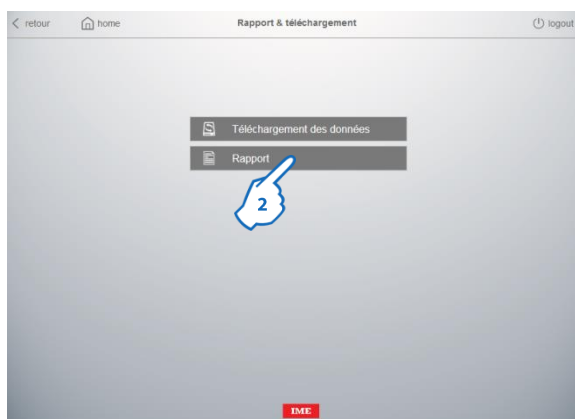 retour home Rapport & téléchargement logout
Téléchargement des données
Rapport
2
IME